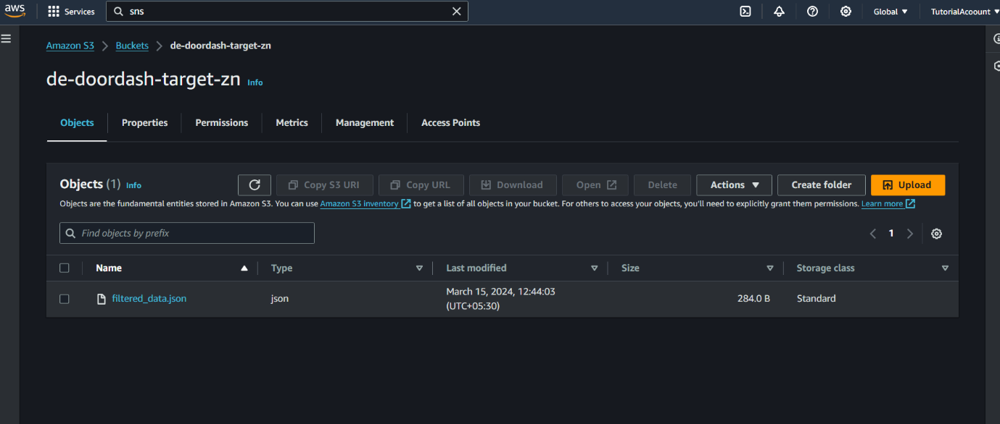 aws Services sns Global TutorialAcoount
Amazon S3 Buckets de-doordash-target-zn
de-doordash-target-zn Info
Objects Properties Permissions Metrics Management Access Points
Objects (1) Info Copy S3 URI Copy URL Download Open Delete Actions Create folder Upload
Objects are the fundamental entities stored in Amazon S3. You can use Amazon S3 inventory to get a list of all objects in your bucket. For others to access your objects, you'll need to explicitly grant them permissions. Learn more
Find objects by prefix 1
Name Type Last modified Size Storage class
filtered_data.json json March 15, 2024, 12:44:03 284.0 B Standard
(UTC+05:30)